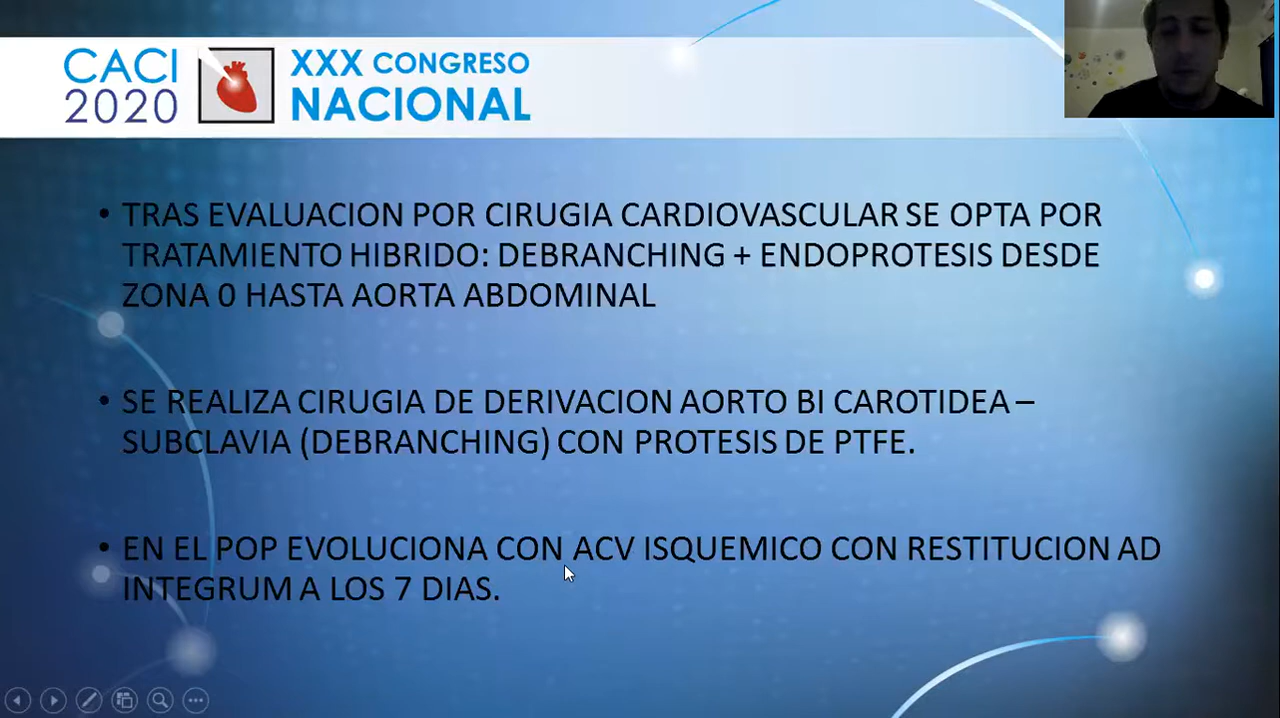 CACI
2020
XXX CONGRESO
NACIONAL
• TRAS EVALUACION POR CIRUGIA CARDIOVASCULAR SE OPTA POR
TRATAMIENTO HIBRIDO: DEBRANCHING + ENDOPROTESIS DESDE
ZONA 0 HASTA AORTA ABDOMINAL
• SE REALIZA CIRUGIA DE DERIVACION AORTO BI CAROTIDEA –
SUBCLAVIA (DEBRANCHING) CON PROTESIS DE PTFE.
• EN EL POP EVOLUCIONA CON ACV ISQUEMICO CON RESTITUCION AD
INTEGRUM A LOS 7 DIAS.